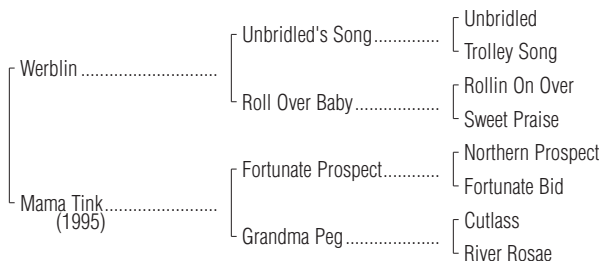 Unbridled
Unbridled's Song..............
Trolley Song
Werblin ............................
Rollin On Over
Roll Over Baby.................
Sweet Praise
Northern Prospect
Fortunate Prospect...........
Fortunate Bid
Mama Tink.......................
(1995)
Cutlass
Grandma Peg...................
River Rosae